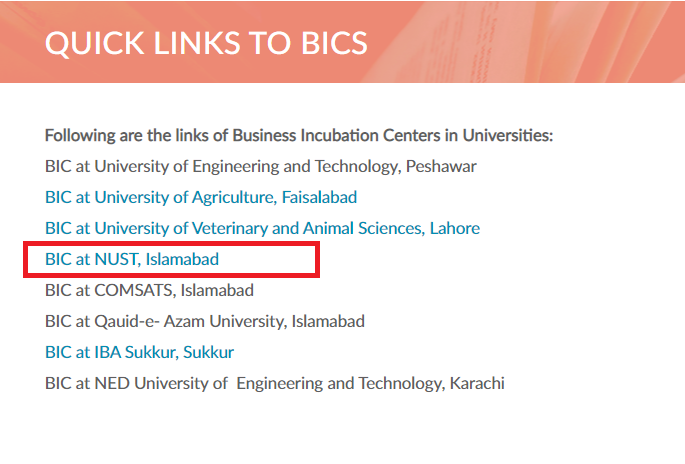 QUICK LINKS TO BICS
Following are the links of Business Incubation Centers in Universities:
BIC at University of Engineering and Technology, Peshawar
BIC at University of Agriculture, Faisalabad
BIC at University of Veterinary and Animal Sciences, Lahore
BIC at NUST, Islamabad
BIC at COMSATS, Islamabad
BIC at Qauid-e- Azam University, Islamabad
BIC at IBA Sukkur, Sukkur
BIC at NED University of  Engineering and Technology, Karachi